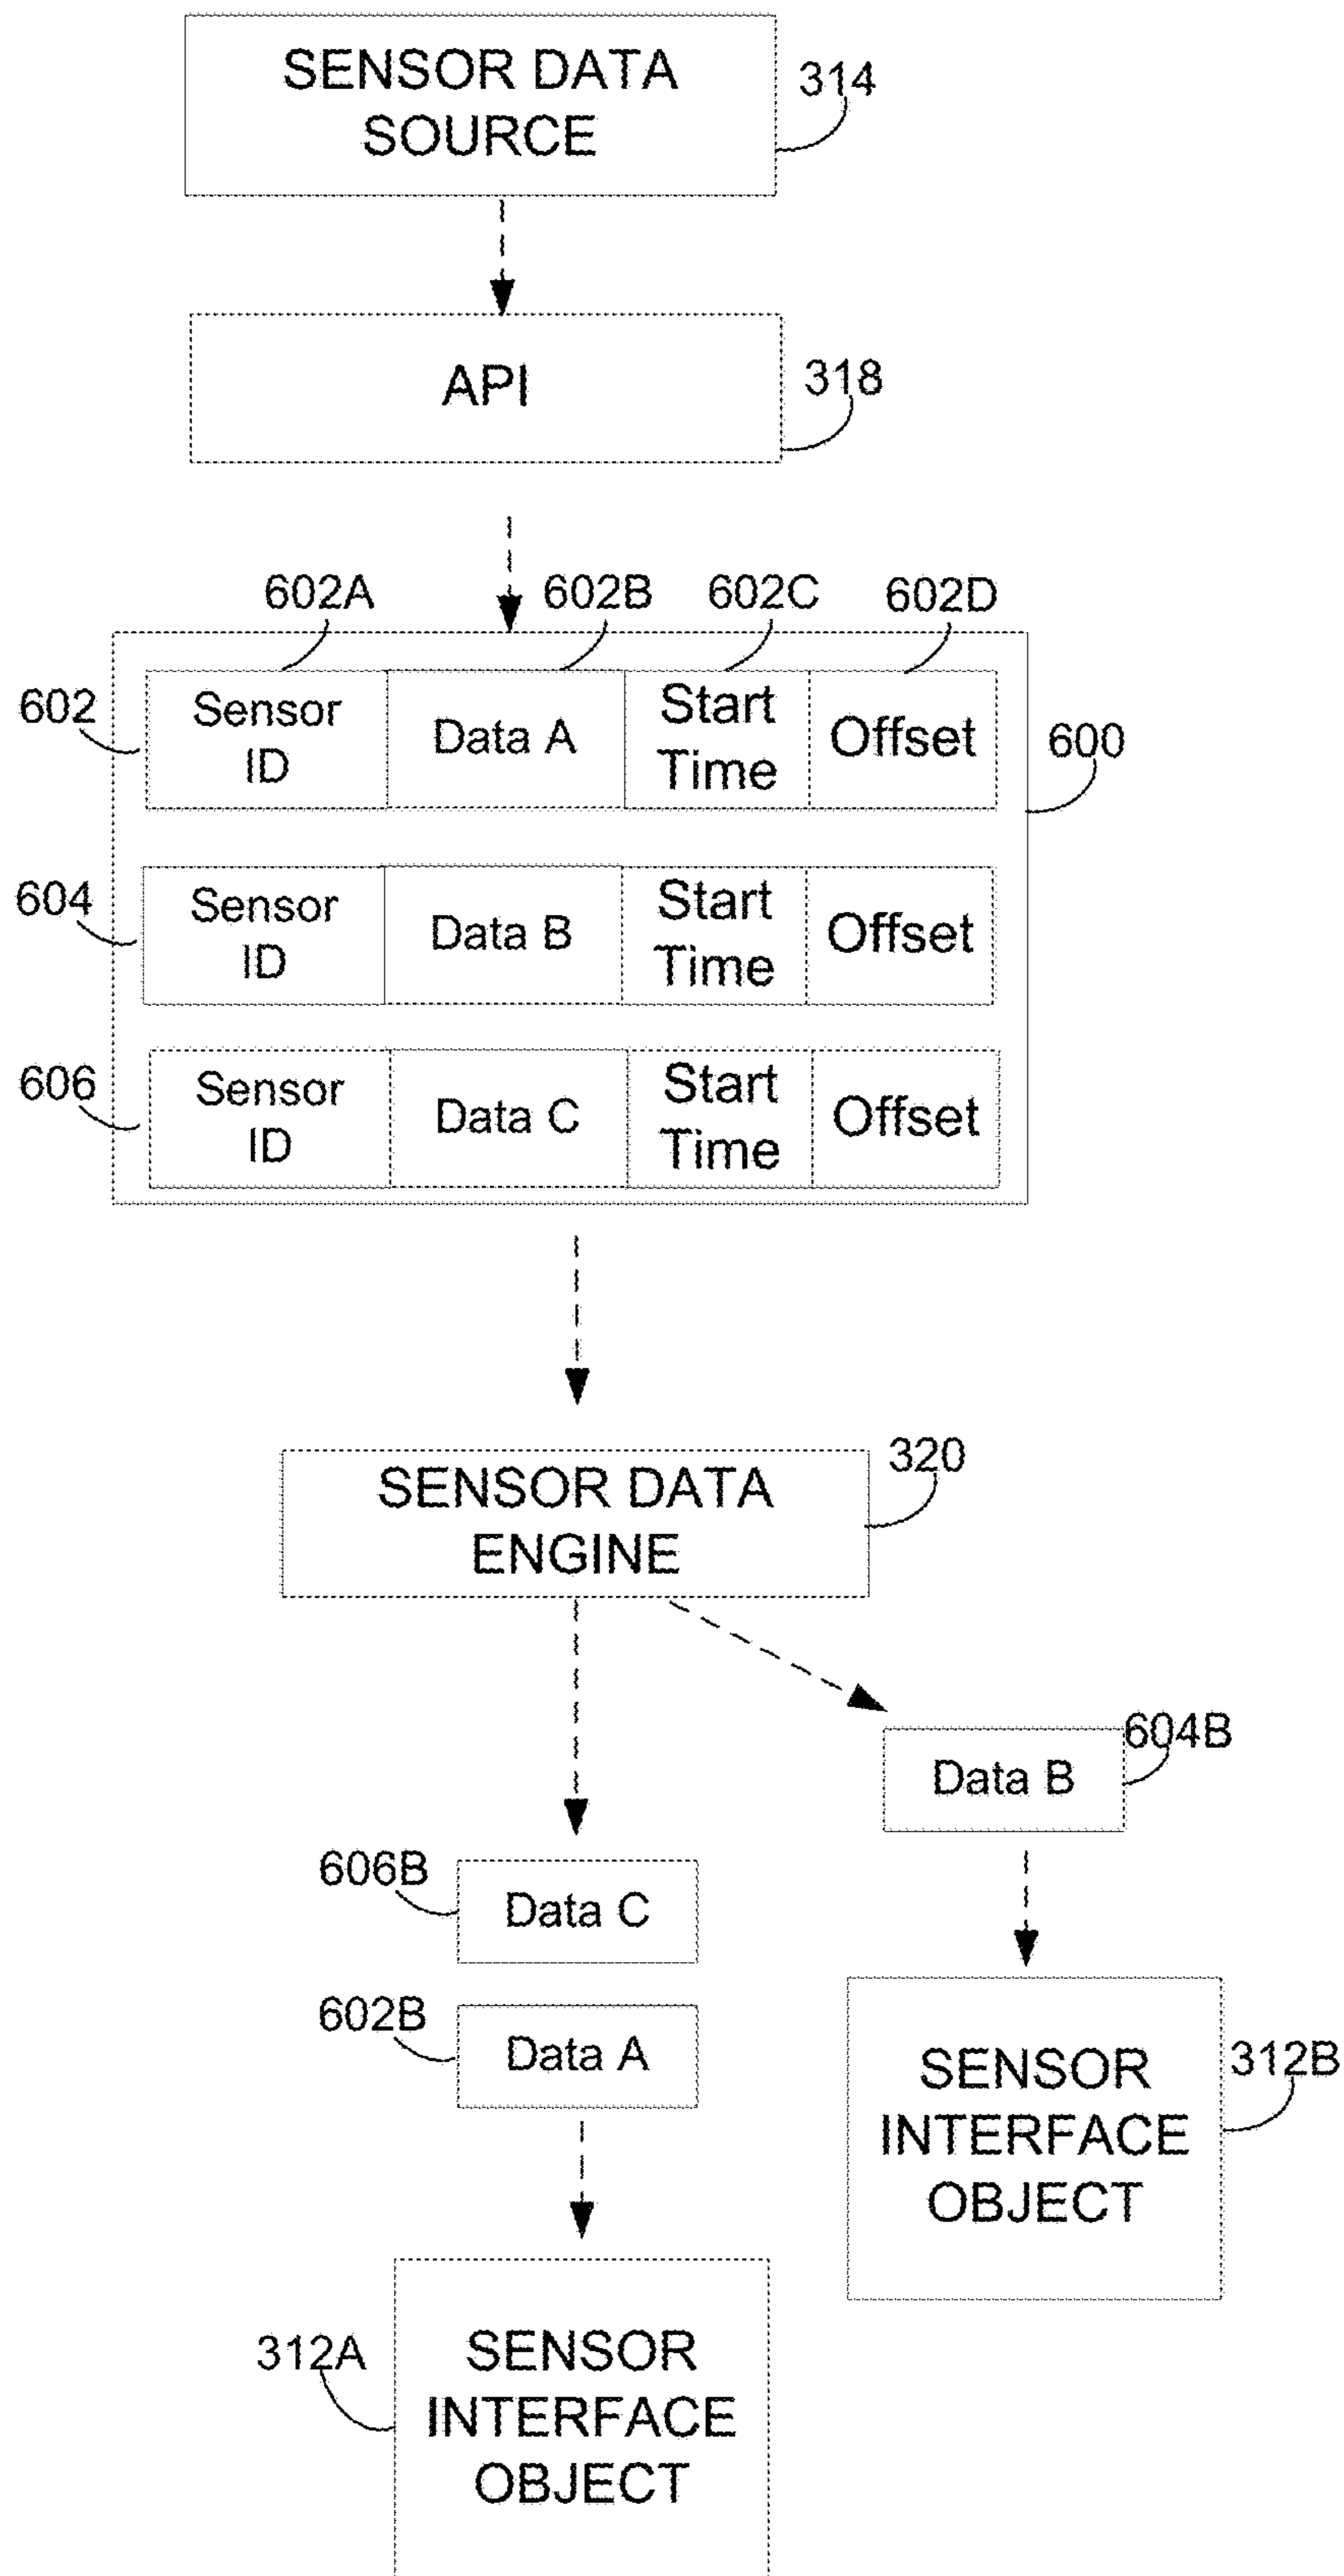 SENSOR DATA
SOURCE
314
API
318
602A
602B
602C
602D
602
Sensor
ID
Data A
Start
Time
Offset
600
604
Sensor
ID
Data B
Start
Time
Offset
606
Sensor
ID
Data C
Start
Time
Offset
SENSOR DATA
ENGINE
320
604B
Data B
606B
Data C
602B
Data A
SENSOR
INTERFACE
OBJECT
312B
312A
SENSOR
INTERFACE
OBJECT